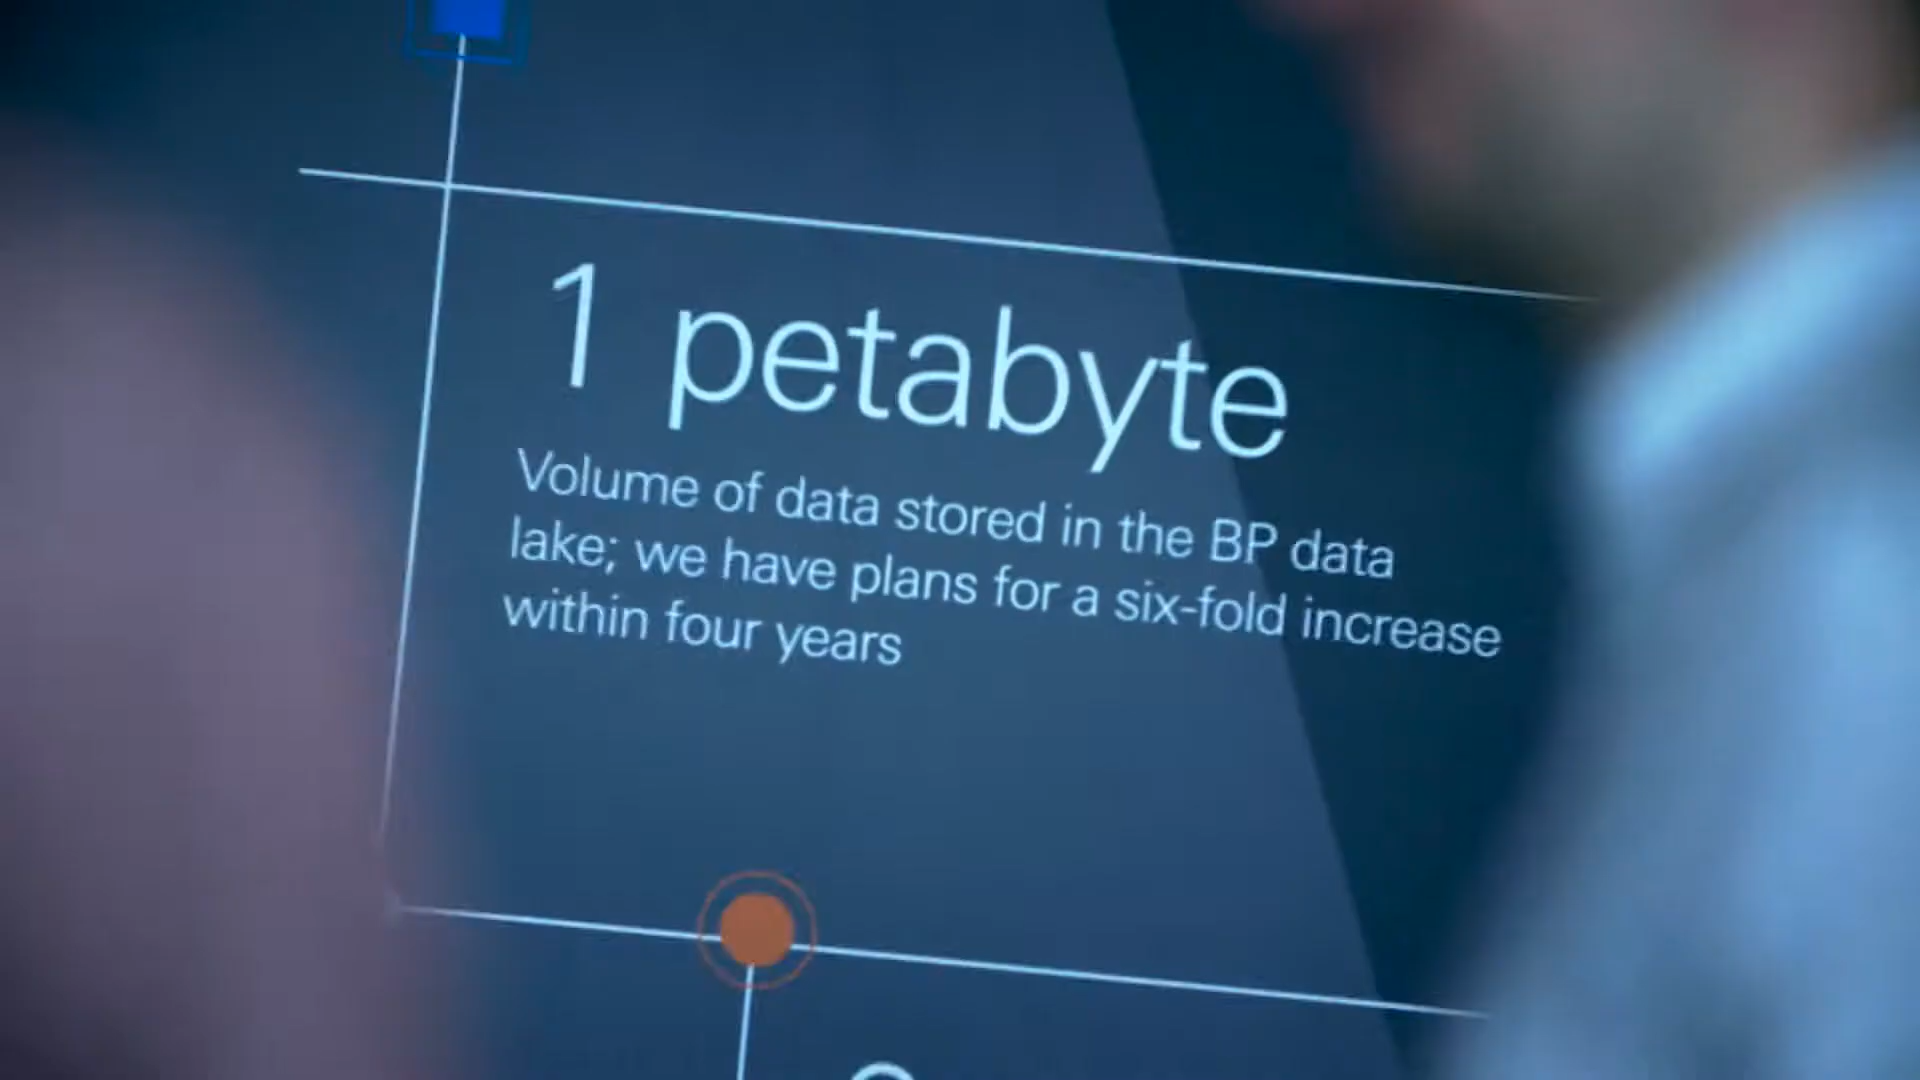 1 petabyte
Volume of data stored in the BP data
lake; we have plans for a six-fold increase
within four years